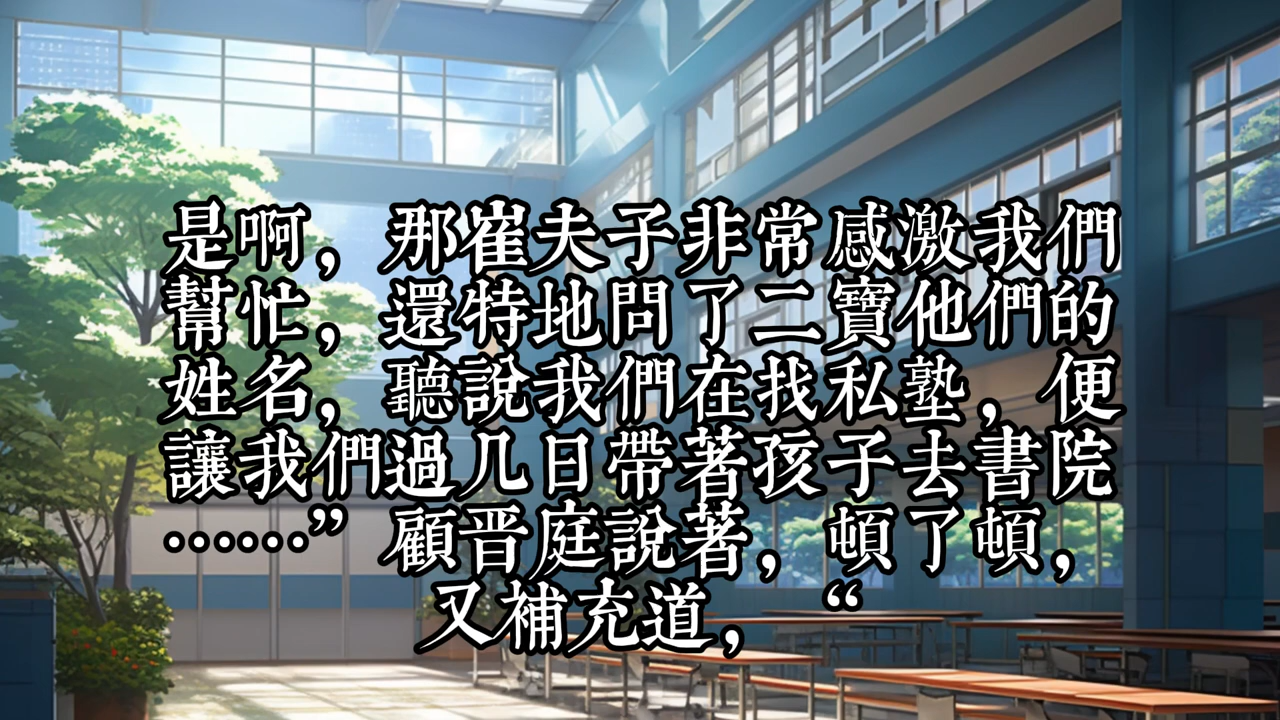 是啊，那崔夫子非常感激我們
幫忙，還特地問了二寶他們的
姓名，聽說我們在找私塾，便
讓我們過几日帶著孩子去書院
……”顧晋庭說著，頓了頓，
又補充道，“